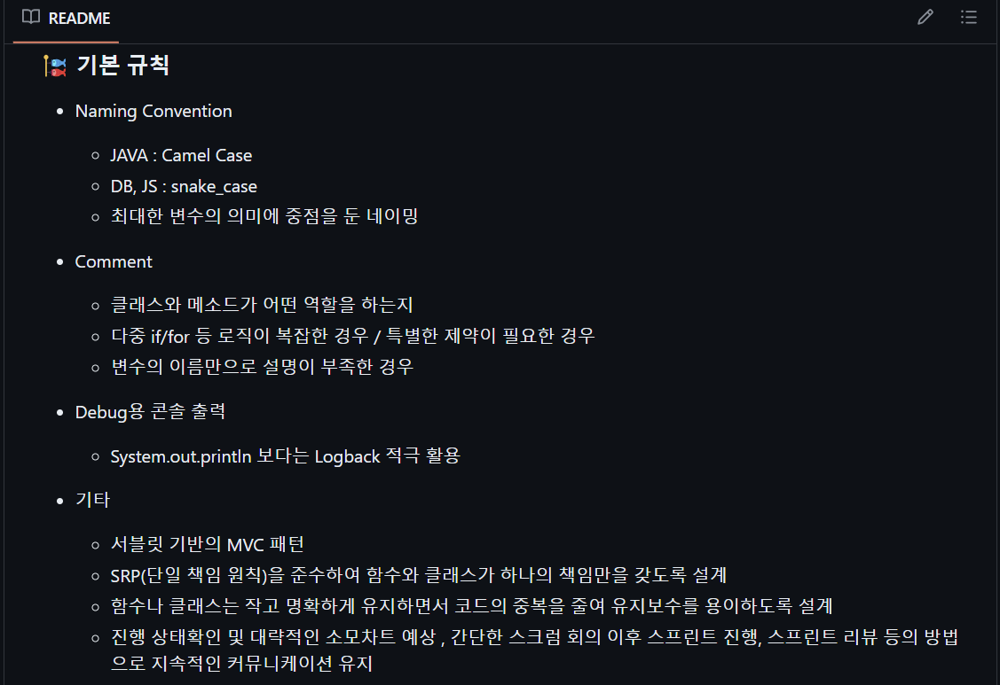 README
기본 규칙
Naming Convention
JAVA : Camel Case
DB, JS : snake_case
최대한 변수의 의미에 중점을 둔 네이밍
Comment
클래스와 메소드가 어떤 역할을 하는지
다중 if/for 등 로직이 복잡한 경우 / 특별한 제약이 필요한 경우
변수의 이름만으로 설명이 부족한 경우
Debug용 콘솔 출력
System.out.println 보다는 Logback 적극 활용
기타
서블릿 기반의 MVC 패턴
SRP(단일 책임 원칙)을 준수하여 함수와 클래스가 하나의 책임만을 갖도록 설계
함수나 클래스는 작고 명확하게 유지하면서 코드의 중복을 줄여 유지보수를 용이하도록 설계
진행 상태확인 및 대략적인 소모차트 예상 , 간단한 스크럼 회의 이후 스프린트 진행, 스프린트 리뷰 등의 방법
으로 지속적인 커뮤니케이션 유지